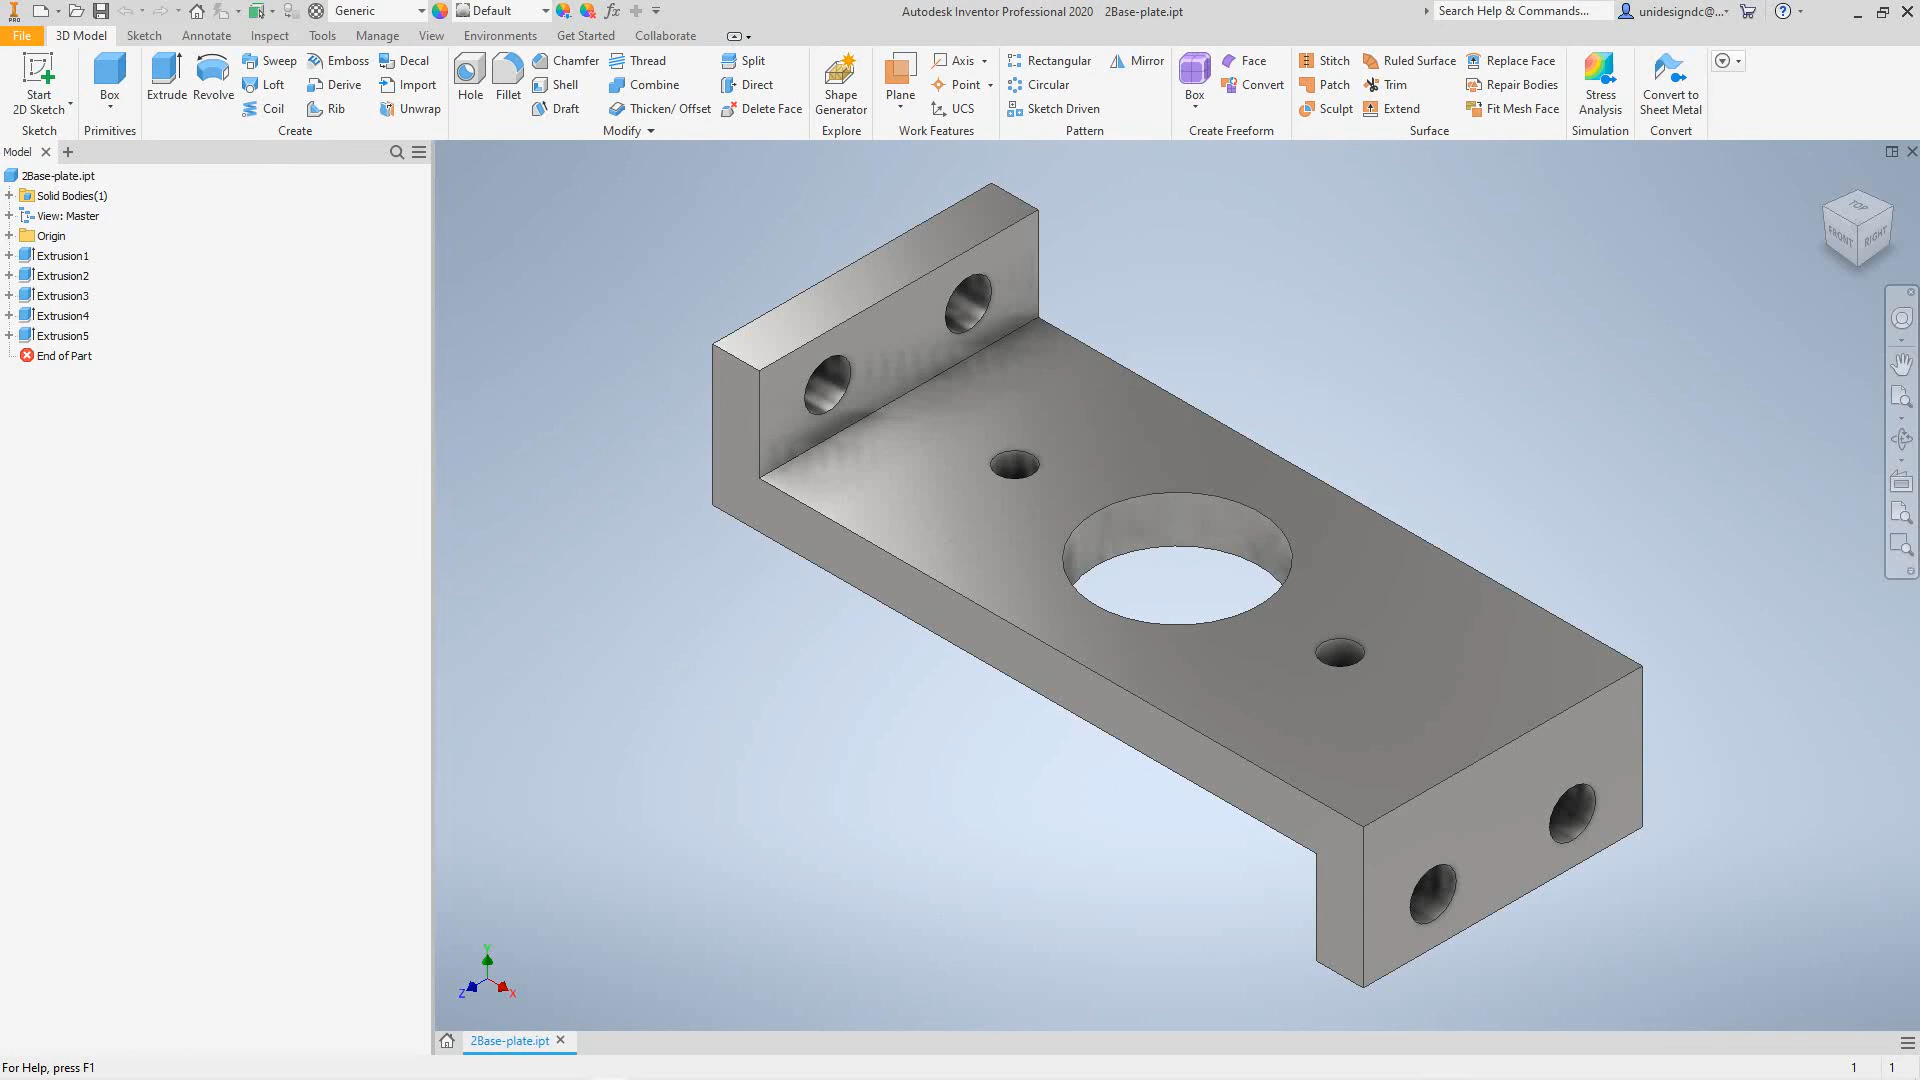 PRO Generic Default fx Autodesk Inventor Professional 2020 2Base-plate.ipt Search Help & Commands... unidesigndc@...
File 3D Model Sketch Annotate Inspect Tools Manage View Environments Get Started Collaborate
Start
2D Sketch
Sketch
Box
Primitives
Extrude
Revolve
Sweep
Loft
Coil
Emboss
Derive
Rib
Decal
Import
Unwrap
Create
Hole
Fillet
Chamfer
Shell
Draft
Thread
Combine
Thicken/ Offset
Split
Direct
Delete Face
Modify
Shape
Generator
Explore
Plane
Axis
Point
UCS
Work Features
Rectangular
Circular
Sketch Driven
Mirror
Pattern
Box
Face
Convert
Create Freeform
Stitch
Patch
Sculpt
Ruled Surface
Trim
Extend
Replace Face
Repair Bodies
Fit Mesh Face
Surface
Stress
Analysis
Simulation
Convert to
Sheet Metal
Convert
Model
2Base-plate.ipt
Solid Bodies(1)
View: Master
Origin
Extrusion1
Extrusion2
Extrusion3
Extrusion4
Extrusion5
End of Part
TOP
FRONT RIGHT
Y
Z X
2Base-plate.ipt
For Help, press F1 1 1